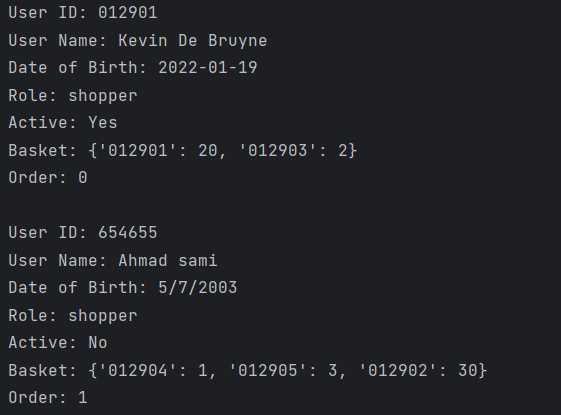 User ID: 012901
User Name: Kevin De Bruyne
Date of Birth: 2022-01-19
Role: shopper
Active: Yes
Basket: {'012901': 20, '012903': 2}
Order: 0
User ID: 654655
User Name: Ahmad sami
Date of Birth: 5/7/2003
Role: shopper
Active: No
Basket: {'012904': 1, '012905': 3, '012902': 30}
Order: 1